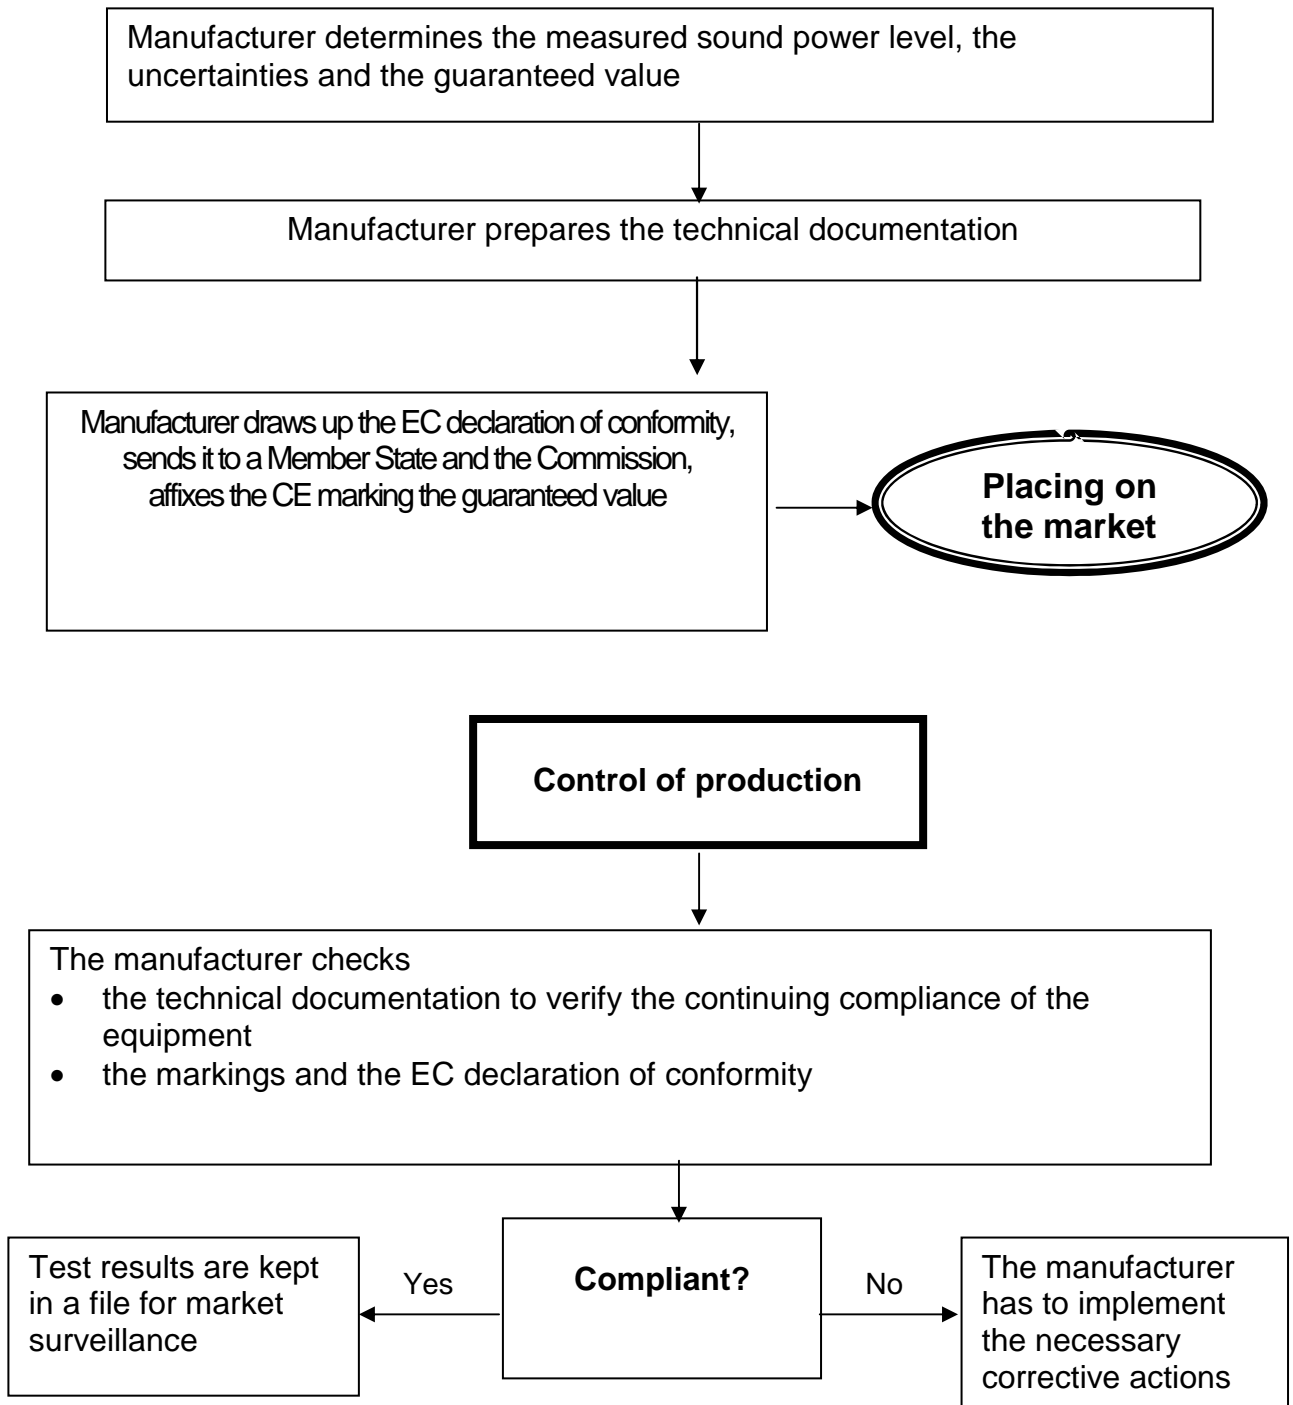 Manufacturer determines the measured sound power level, the
uncertainties and the guaranteed value
Manufacturer prepares the technical documentation
Manufacturer draws up the EC declaration of conformity,
sends it to a Member State and the Commission,
affixes the CE marking the guaranteed value
Placing on
the market
Control of production
The manufacturer checks
• the technical documentation to verify the continuing compliance of the
equipment
• the markings and the EC declaration of conformity
Test results are kept
in a file for market
surveillance
Yes
Compliant?
No
The manufacturer
has to implement
the necessary
corrective actions